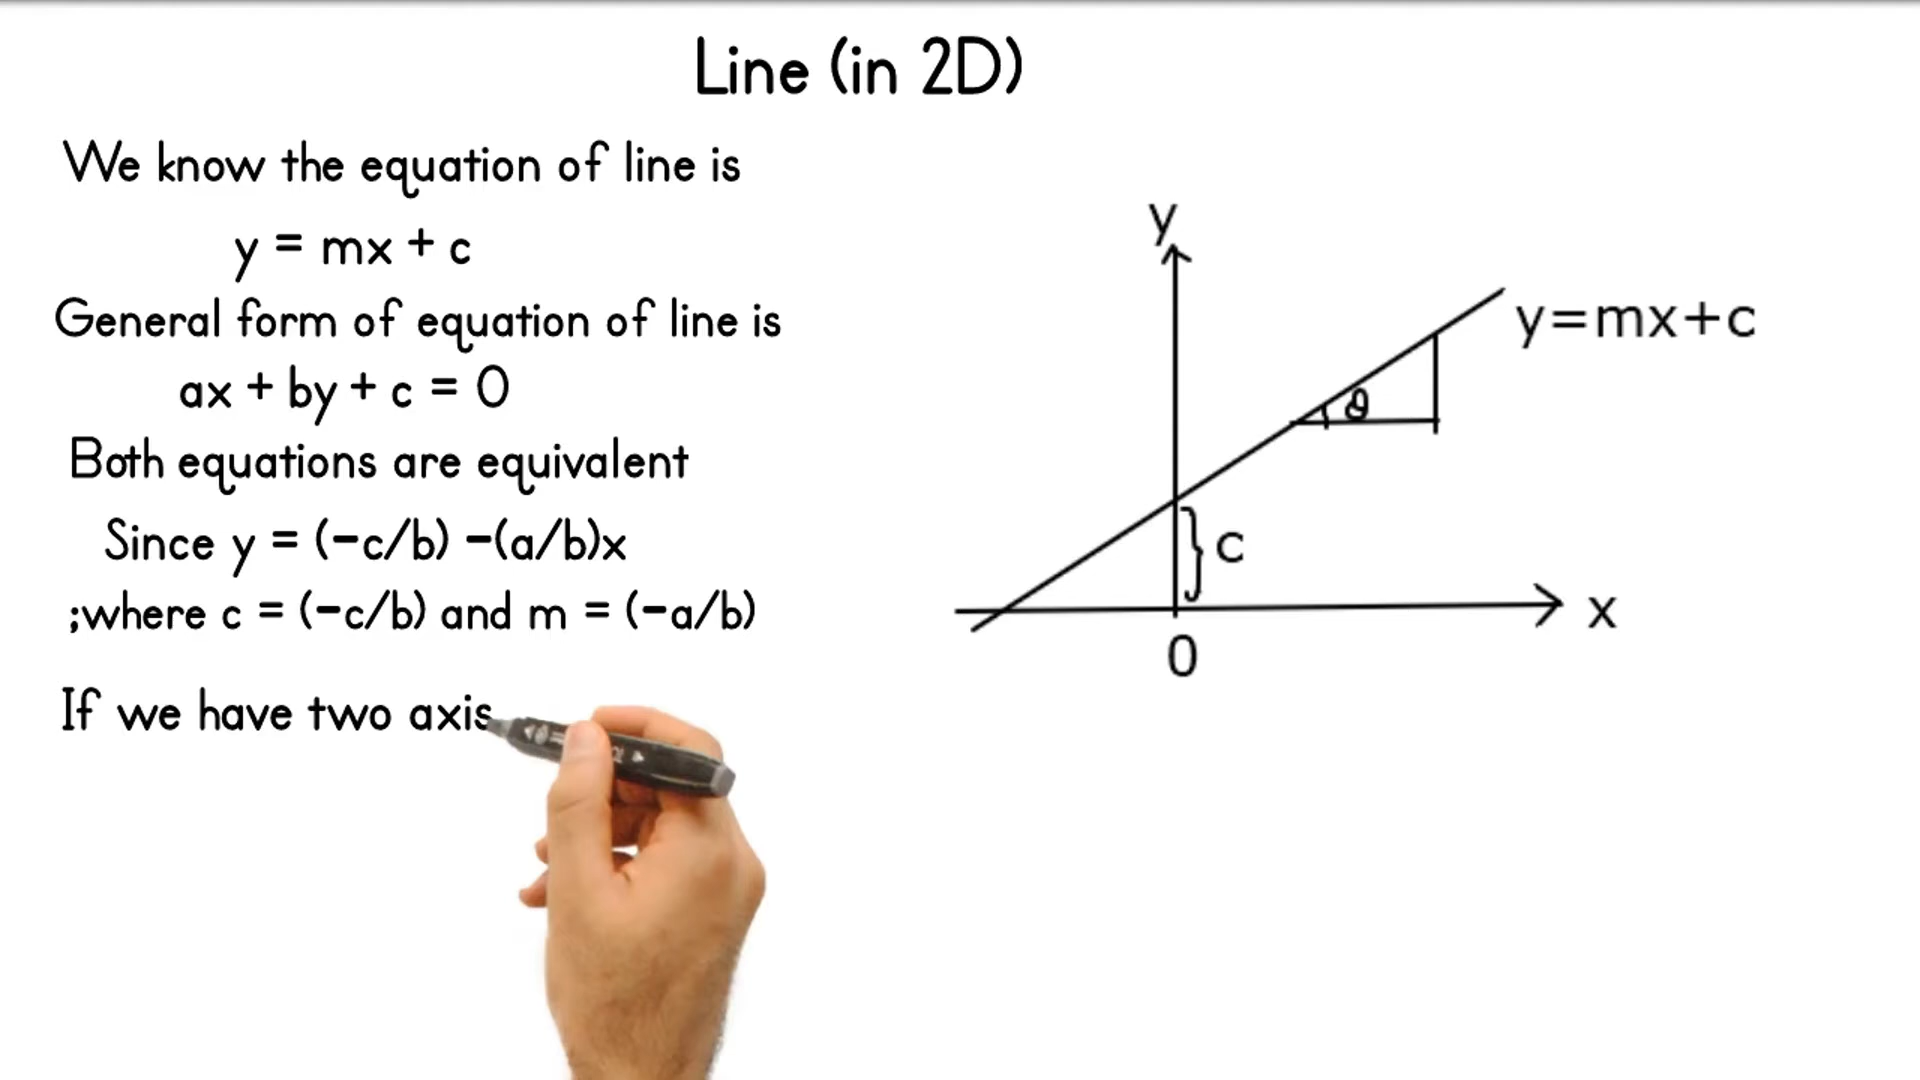 Line (in 2D)
We know the equation of line is
y = mx + c
General form of equation of line is
ax + by + c = 0
Both equations are equivalent
Since y = (-c/b) -(a/b)x
;where c = (-c/b) and m = (-a/b)
If we have two axis
y
y=mx+c
θ
c
x
0